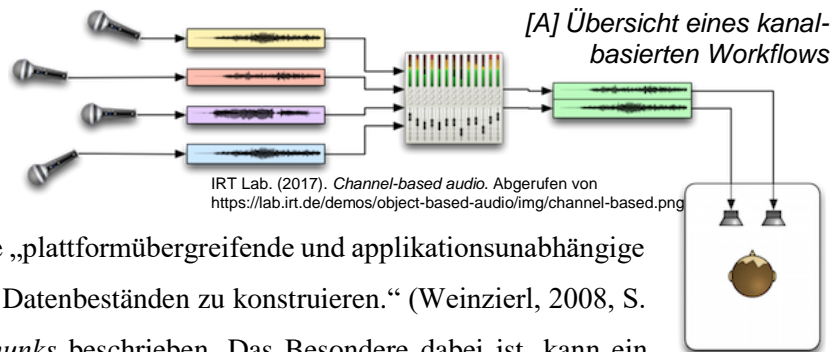 [A] Übersicht eines kanal-
basierten Workflows
IRT Lab. (2017). Channel-based audio. Abgerufen von
https://lab.irt.de/demos/object-based-audio/img/channel-based.png
„plattformübergreifende und applikationsunabhängige
Datenbeständen zu konstruieren.“ (Weinzierl, 2008, S.
beschrieben. Das Besondere dabei ist, kann ein